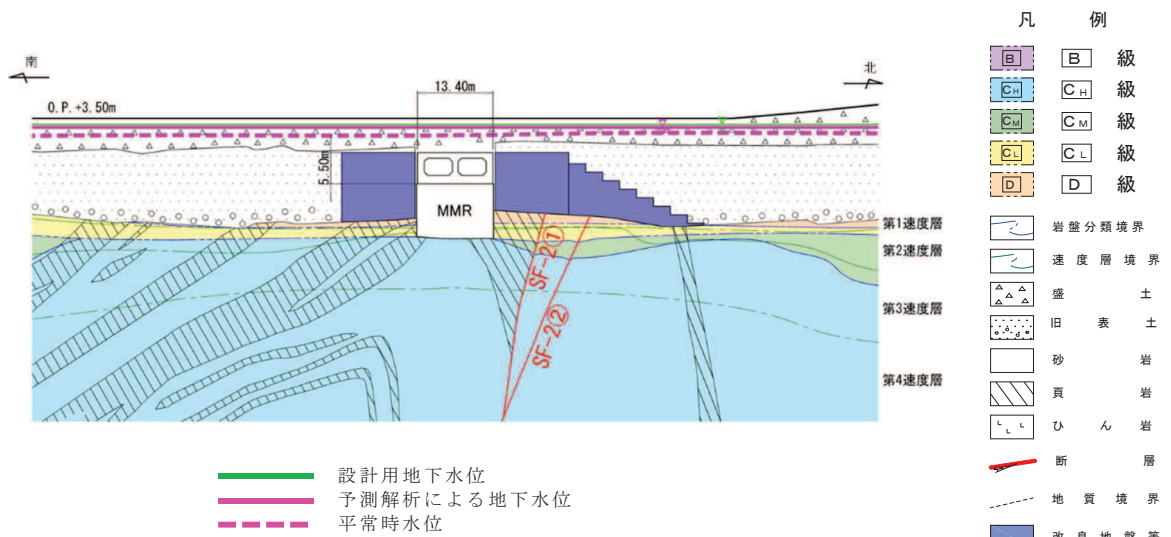 南
北
13.40m
O.P.+3.50m
5.50m
MMR
SF-2①
SF-2②
第1速度層
第2速度層
第3速度層
第4速度層
設計用地下水位
予測解析による地下水位
平常時水位
凡 例
B B 級
CH CH 級
CM CM 級
CL CL 級
D D 級
岩盤分類境界
速度層境界
盛土
旧表土
砂岩
頁岩
ひん岩
断層
地質境界
改良地盤等